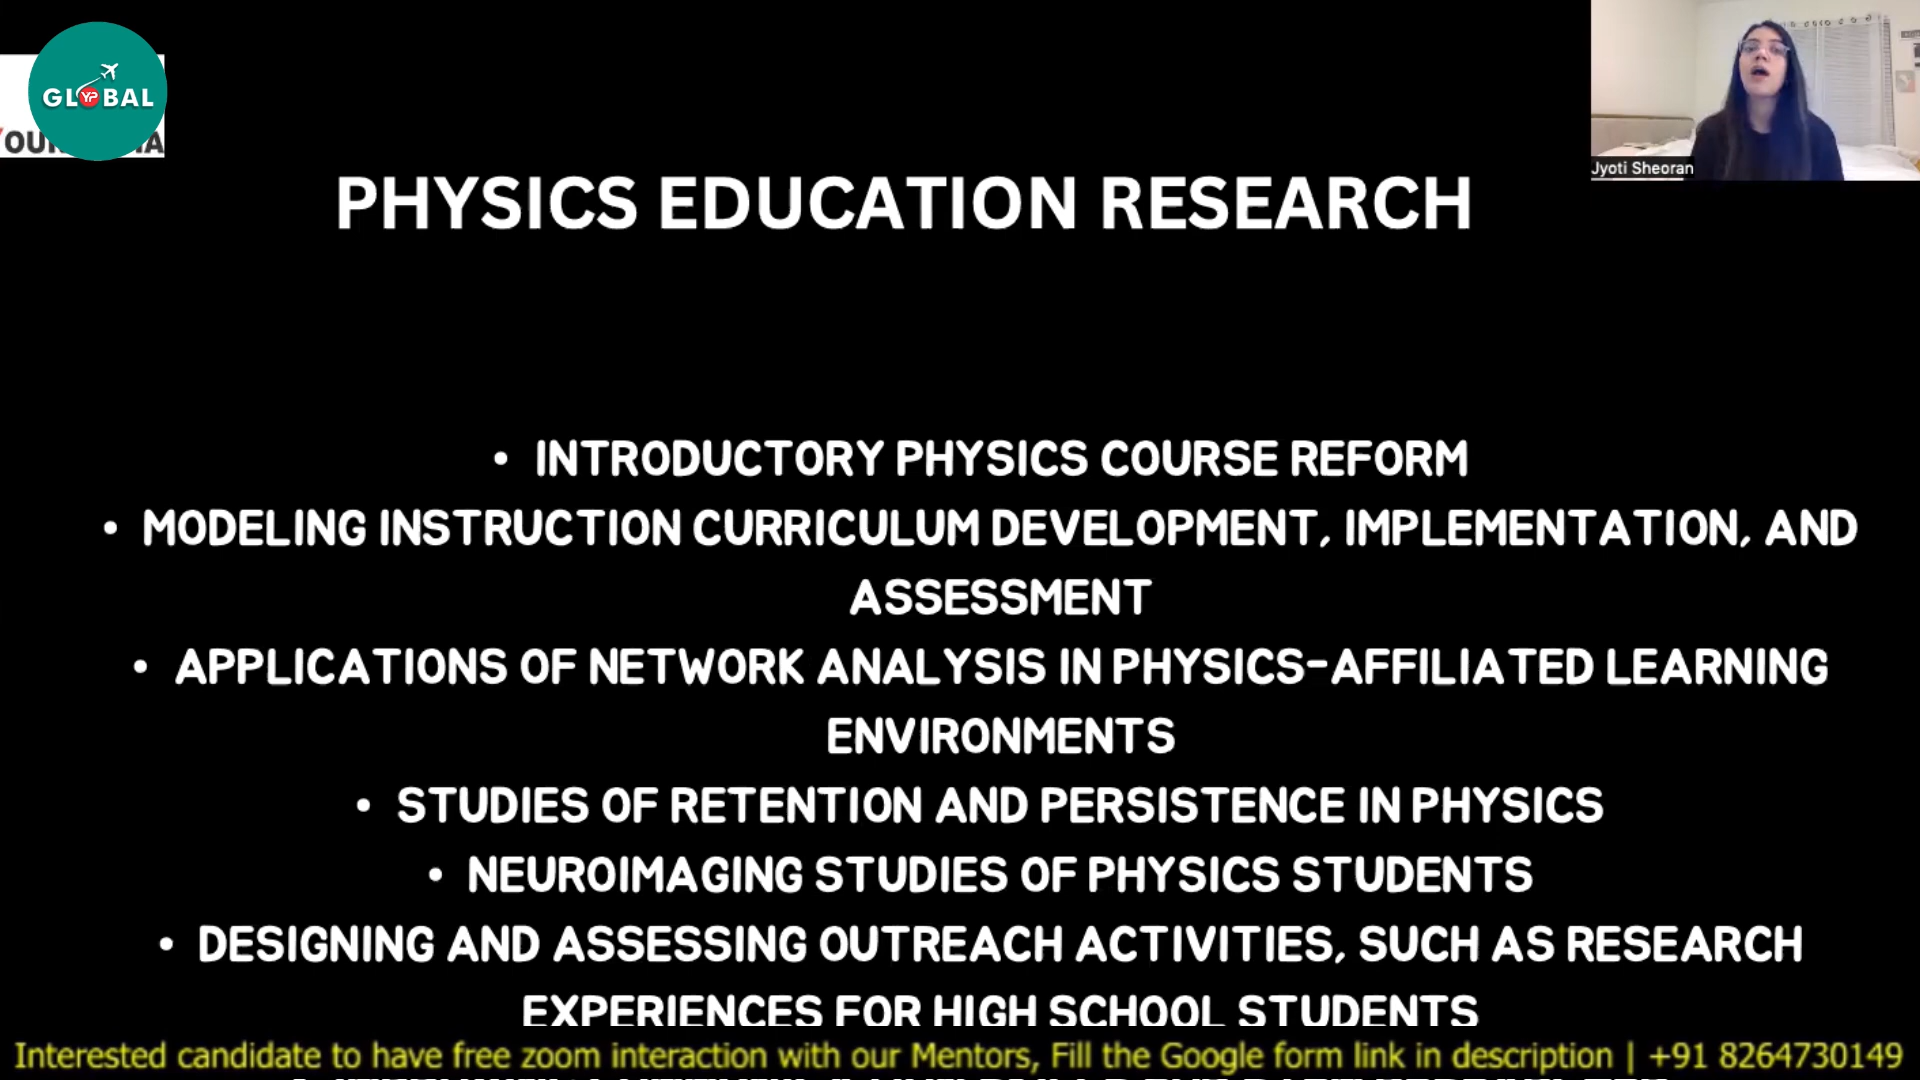 GLYPBAL
OUR
IA
Jyoti Sheoran
PHYSICS EDUCATION RESEARCH
• INTRODUCTORY PHYSICS COURSE REFORM
• MODELING INSTRUCTION CURRICULUM DEVELOPMENT, IMPLEMENTATION, AND
ASSESSMENT
• APPLICATIONS OF NETWORK ANALYSIS IN PHYSICS-AFFILIATED LEARNING
ENVIRONMENTS
• STUDIES OF RETENTION AND PERSISTENCE IN PHYSICS
• NEUROIMAGING STUDIES OF PHYSICS STUDENTS
• DESIGNING AND ASSESSING OUTREACH ACTIVITIES, SUCH AS RESEARCH
EXPERIENCES FOR HIGH SCHOOL STUDENTS
Interested candidate to have free zoom interaction with our Mentors, Fill the Google form link in description | +91 8264730149